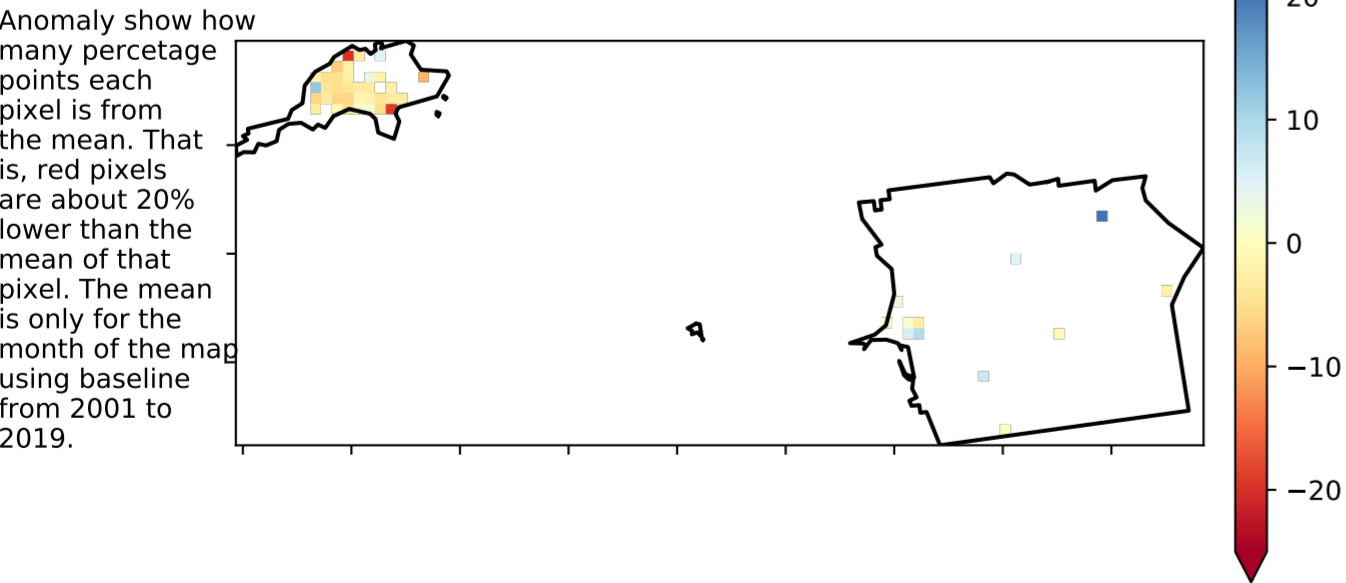 Anomaly show how
many percetage
points each
pixel is from
the mean. That
is, red pixels
are about 20%
lower than the
mean of that
pixel. The mean
is only for the
month of the map
using baseline
from 2001 to
2019.
20
10
0
−10
−20